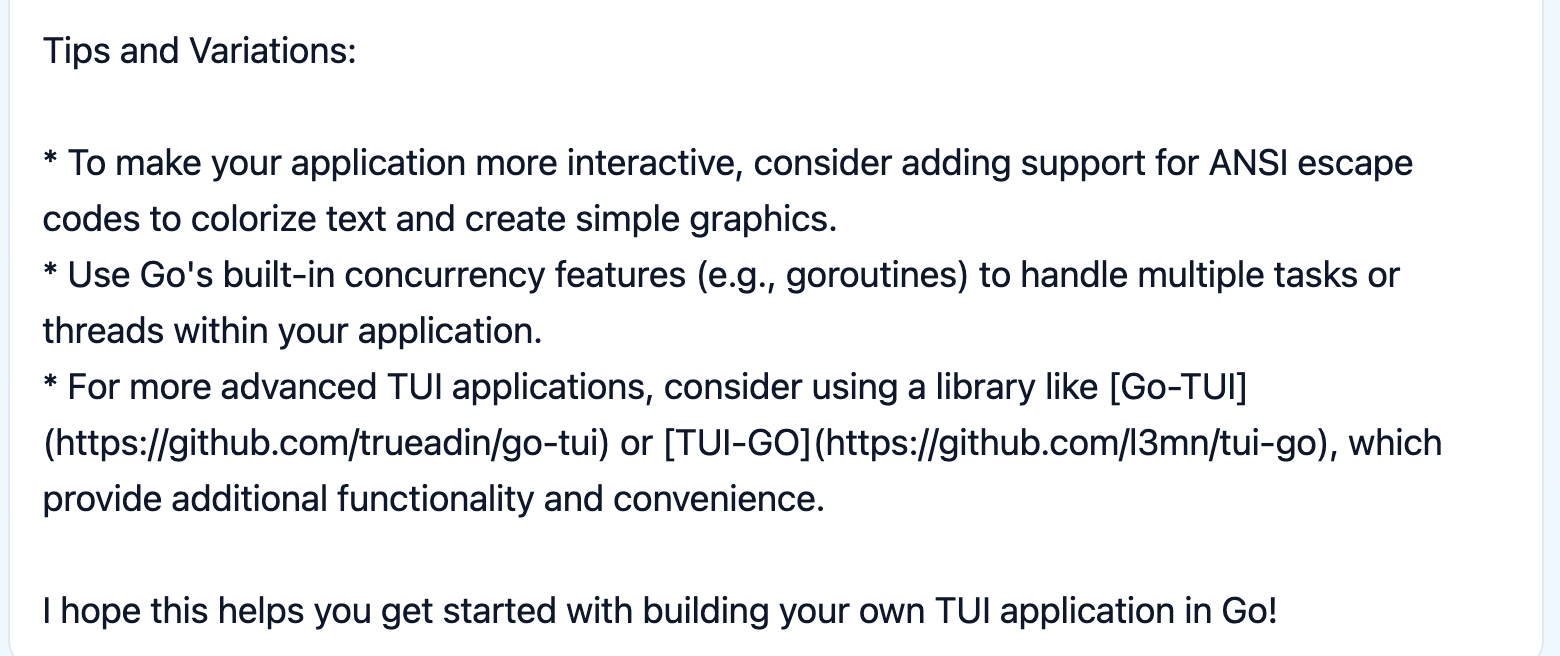 Tips and Variations:
* To make your application more interactive, consider adding support for ANSI escape
codes to colorize text and create simple graphics.
* Use Go's built-in concurrency features (e.g., goroutines) to handle multiple tasks or
threads within your application.
* For more advanced TUI applications, consider using a library like [Go-TUI]
(https://github.com/trueadin/go-tui) or [TUI-GO](https://github.com/l3mn/tui-go), which
provide additional functionality and convenience.
I hope this helps you get started with building your own TUI application in Go!